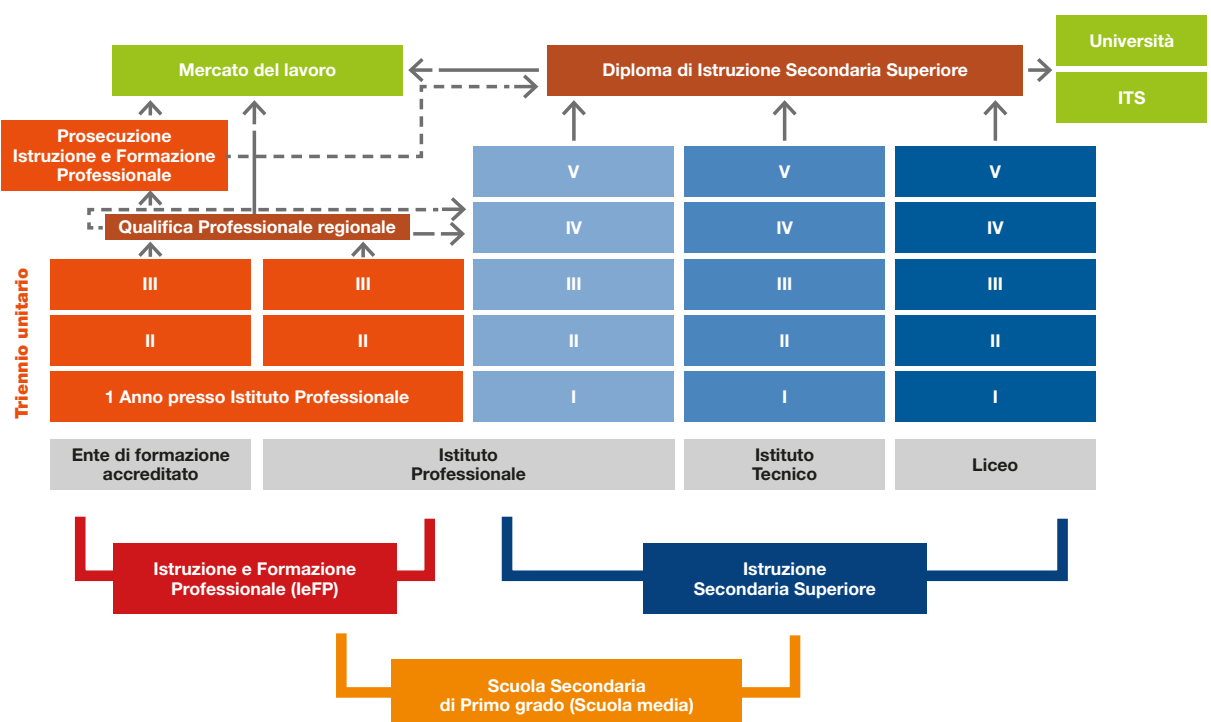 Università
Mercato del lavoro
Diploma di Istruzione Secondaria Superiore
ITS
Prosecuzione
Istruzione e Formazione
Professionale
V
V
V
Qualifica Professionale regionale
IV
IV
IV
Triennio unitario
III
III
III
III
III
II
II
II
II
II
1 Anno presso Istituto Professionale
I
I
I
Ente di formazione
accreditato
Istituto
Professionale
Istituto
Tecnico
Liceo
Istruzione e Formazione
Professionale (IeFP)
Istruzione
Secondaria Superiore
Scuola Secondaria
di Primo grado (Scuola media)